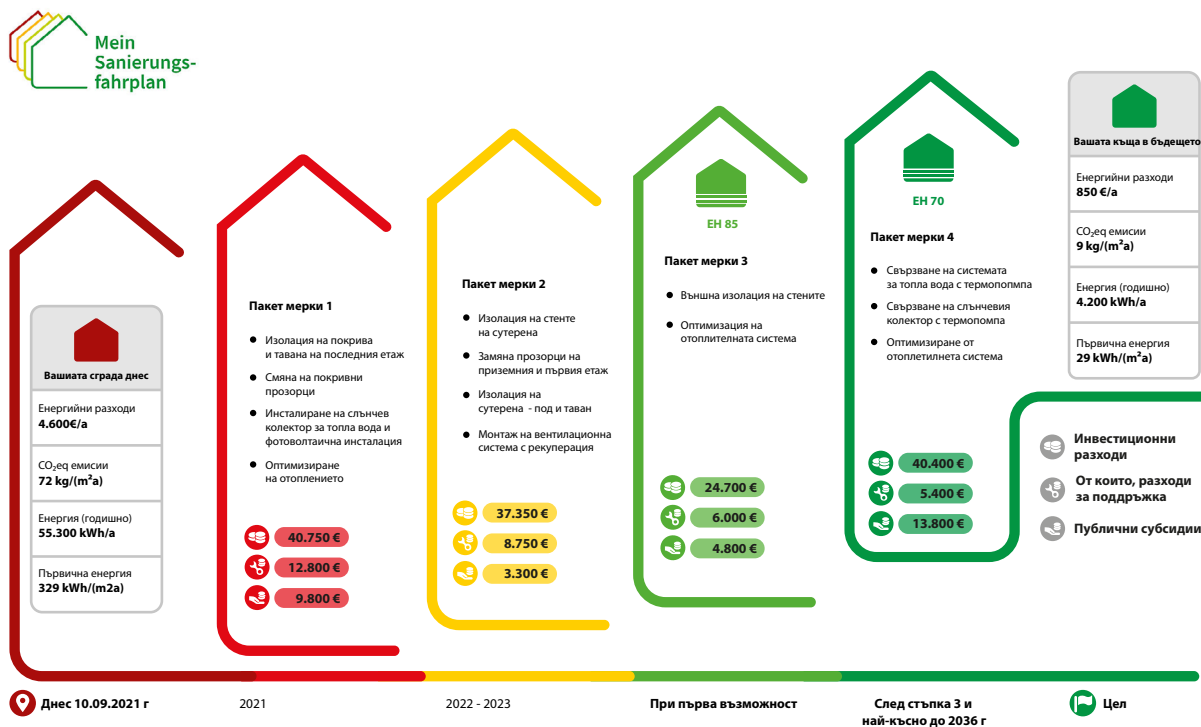 Mein
Sanierungs-
fahrplan
Вашиата сграда днес
Енергийни разходи
4.600€/a
CO₂eq емисии
72 kg/(m²a)
Енергия (годишно)
55.300 kWh/a
Първична енергия
329 kWh/(m2a)
Пакет мерки 1
● Изолация на покрива
и тавана на последния етаж
● Смяна на покривни
прозорци
● Инсталиране на слънчев
колектор за топла вода и
фотоволтаична инсталация
● Оптимизиране
на отоплението
40.750 €
12.800 €
9.800 €
Пакет мерки 2
● Изолация на стенте
на сутерена
● Замяна прозорци на
приземния и първия етаж
● Изолация на
сутерена - под и таван
● Монтаж на вентилационна
система с рекуперация
37.350 €
8.750 €
3.300 €
EH 85
Пакет мерки 3
● Външна изолация на стените
● Оптимизация на
отоплителната система
24.700 €
6.000 €
4.800 €
EH 70
Пакет мерки 4
● Свързване на системата
за топла вода с термопопмпа
● Свързване на слънчевия
колектор с термопомпа
● Оптимизиране от
отоплетилнета система
40.400 €
5.400 €
13.800 €
Вашата къща в бъдещето
Енергийни разходи
850 €/a
CO₂eq емисии
9 kg/(m²a)
Енергия (годишно)
4.200 kWh/a
Първична енергия
29 kWh/(m²a)
Инвестиционни
разходи
От които, разходи
за поддръжка
Публични субсидии
Днес 10.09.2021 г
2021
2022 - 2023
При първа възможност
След стъпка 3 и
най-късно до 2036 г
Цел